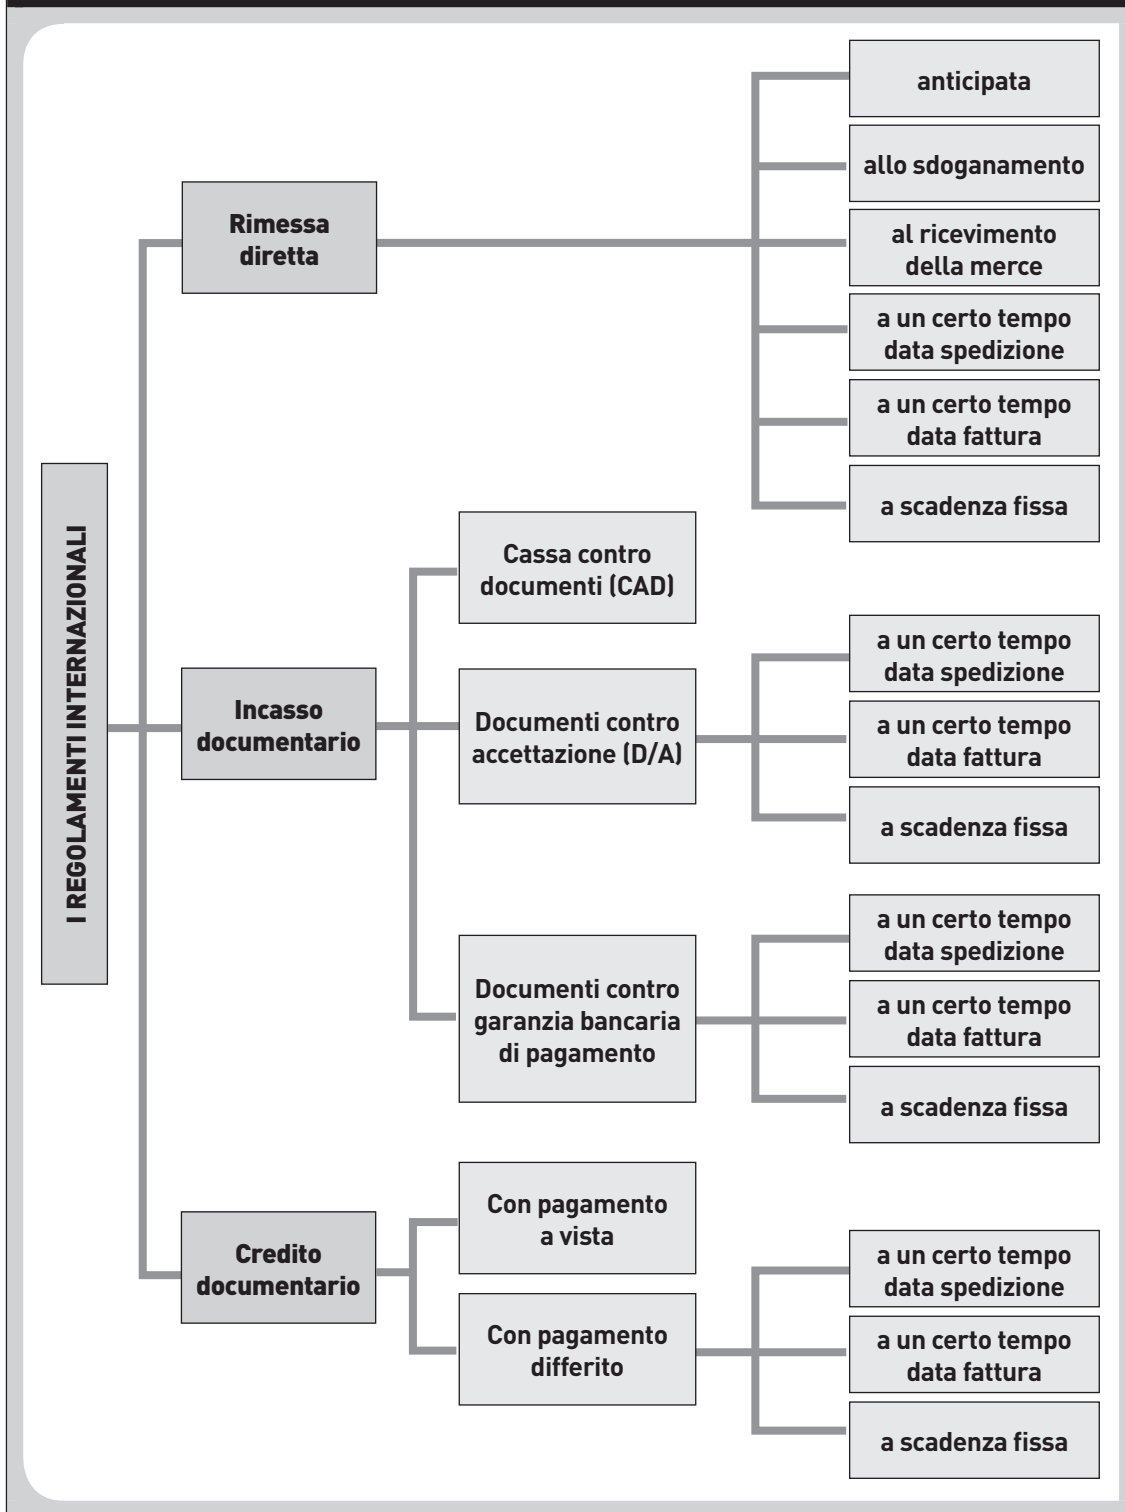 I REGOLAMENTI INTERNAZIONALI
Rimessa
diretta
anticipata
allo sdoganamento
al ricevimento
della merce
a un certo tempo
data spedizione
a un certo tempo
data fattura
a scadenza fissa
Incasso
documentario
Cassa contro
documenti (CAD)
Documenti contro
accettazione (D/A)
a un certo tempo
data spedizione
a un certo tempo
data fattura
a scadenza fissa
Documenti contro
garanzia bancaria
di pagamento
a un certo tempo
data spedizione
a un certo tempo
data fattura
a scadenza fissa
Credito
documentario
Con pagamento
a vista
Con pagamento
differito
a un certo tempo
data spedizione
a un certo tempo
data fattura
a scadenza fissa